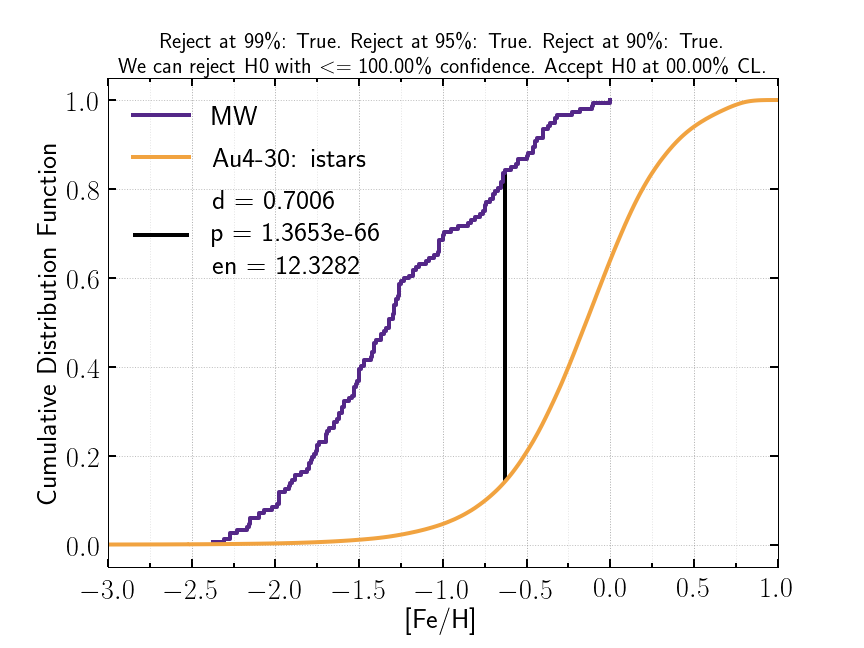 Reject at 99%: True. Reject at 95%: True. Reject at 90%: True.
We can reject H0 with <= 100.00% confidence. Accept H0 at 00.00% CL.
MW
Au4-30: istars
d = 0.7006
p = 1.3653e-66
en = 12.3282
Cumulative Distribution Function
1.0
0.8
0.6
0.4
0.2
0.0
−3.0 −2.5 −2.0 −1.5 −1.0 −0.5 0.0 0.5 1.0
[Fe/H]